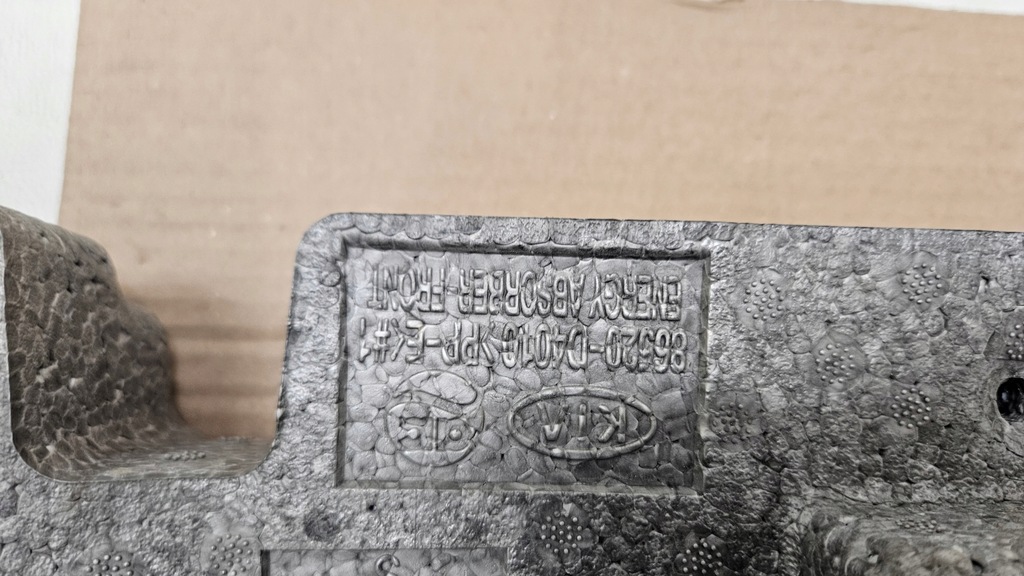 KIA
86520-D4010 >PP-E< #1
ENERGY ABSORBER-FRONT